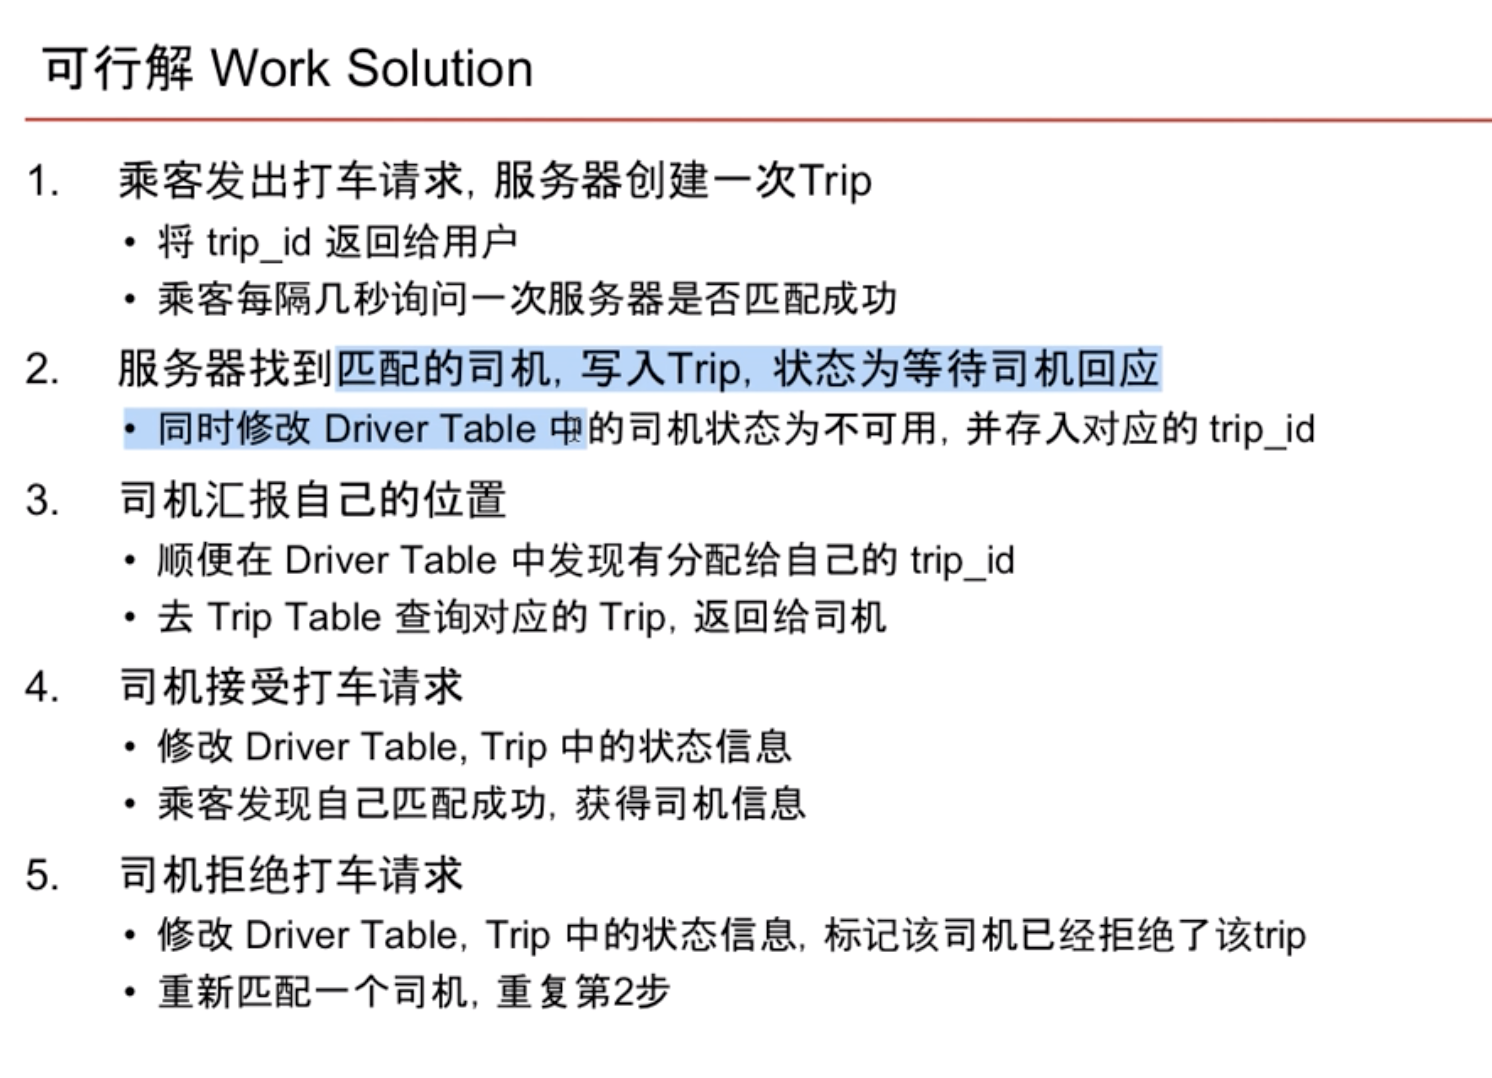 可行解 Work Solution
1. 乘客发出打车请求, 服务器创建一次Trip
• 将 trip_id 返回给用户
• 乘客每隔几秒询问一次服务器是否匹配成功
2. 服务器找到匹配的司机, 写入Trip, 状态为等待司机回应
• 同时修改 Driver Table 中的司机状态为不可用, 并存入对应的 trip_id
3. 司机汇报自己的位置
• 顺便在 Driver Table 中发现有分配给自己的 trip_id
• 去 Trip Table 查询对应的 Trip, 返回给司机
4. 司机接受打车请求
• 修改 Driver Table, Trip 中的状态信息
• 乘客发现自己匹配成功, 获得司机信息
5. 司机拒绝打车请求
• 修改 Driver Table, Trip 中的状态信息, 标记该司机已经拒绝了该trip
• 重新匹配一个司机, 重复第2步